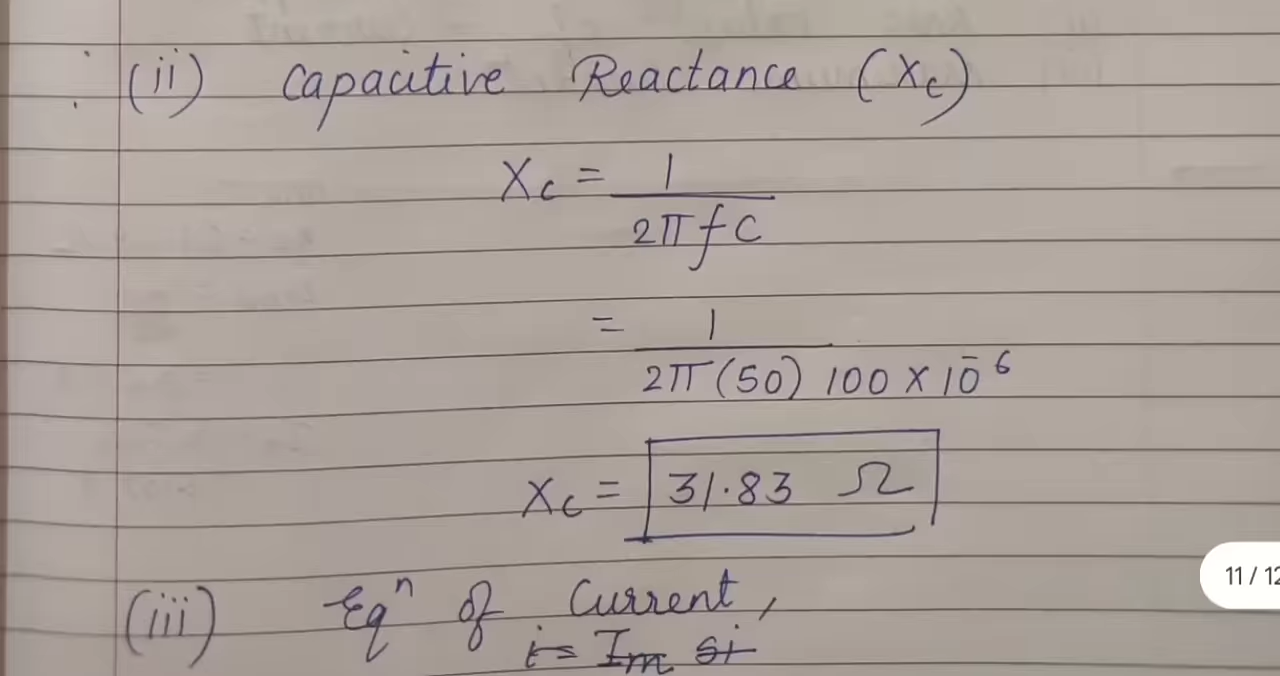 ∴ (ii) Capacitive Reactance (Xc)
Xc = 1
2πfC
= 1
2π(50) 100 × 10⁻⁶
Xc = 31.83 Ω
(iii) Eqⁿ of Current,
i = Im si
11 / 12